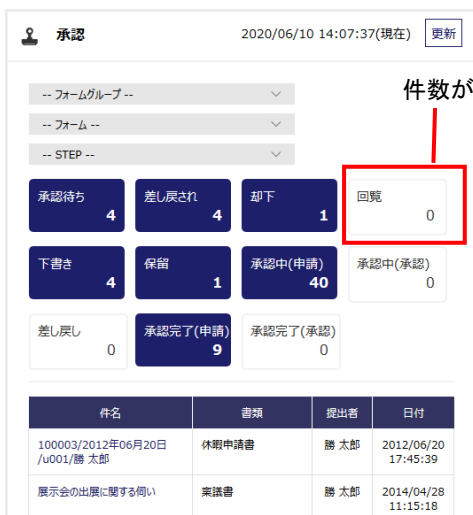 承認
2020/06/10 14:07:37(現在)
更新
件数が
-- フォームグループ --
-- フォーム --
-- STEP --
承認待ち
4
差し戻され
4
却下
1
回覧
0
下書き
4
保留
1
承認中(申請)
40
承認中(承認)
0
差し戻し
0
承認完了(申請)
9
承認完了(承認)
0
件名 書類 提出者 日付
100003/2012年06月20日 休暇申請書 勝 太郎 2012/06/20
/u001/勝 太郎 17:45:39
展示会の出展に関する伺い 稟議書 勝 太郎 2014/04/28
11:15:18